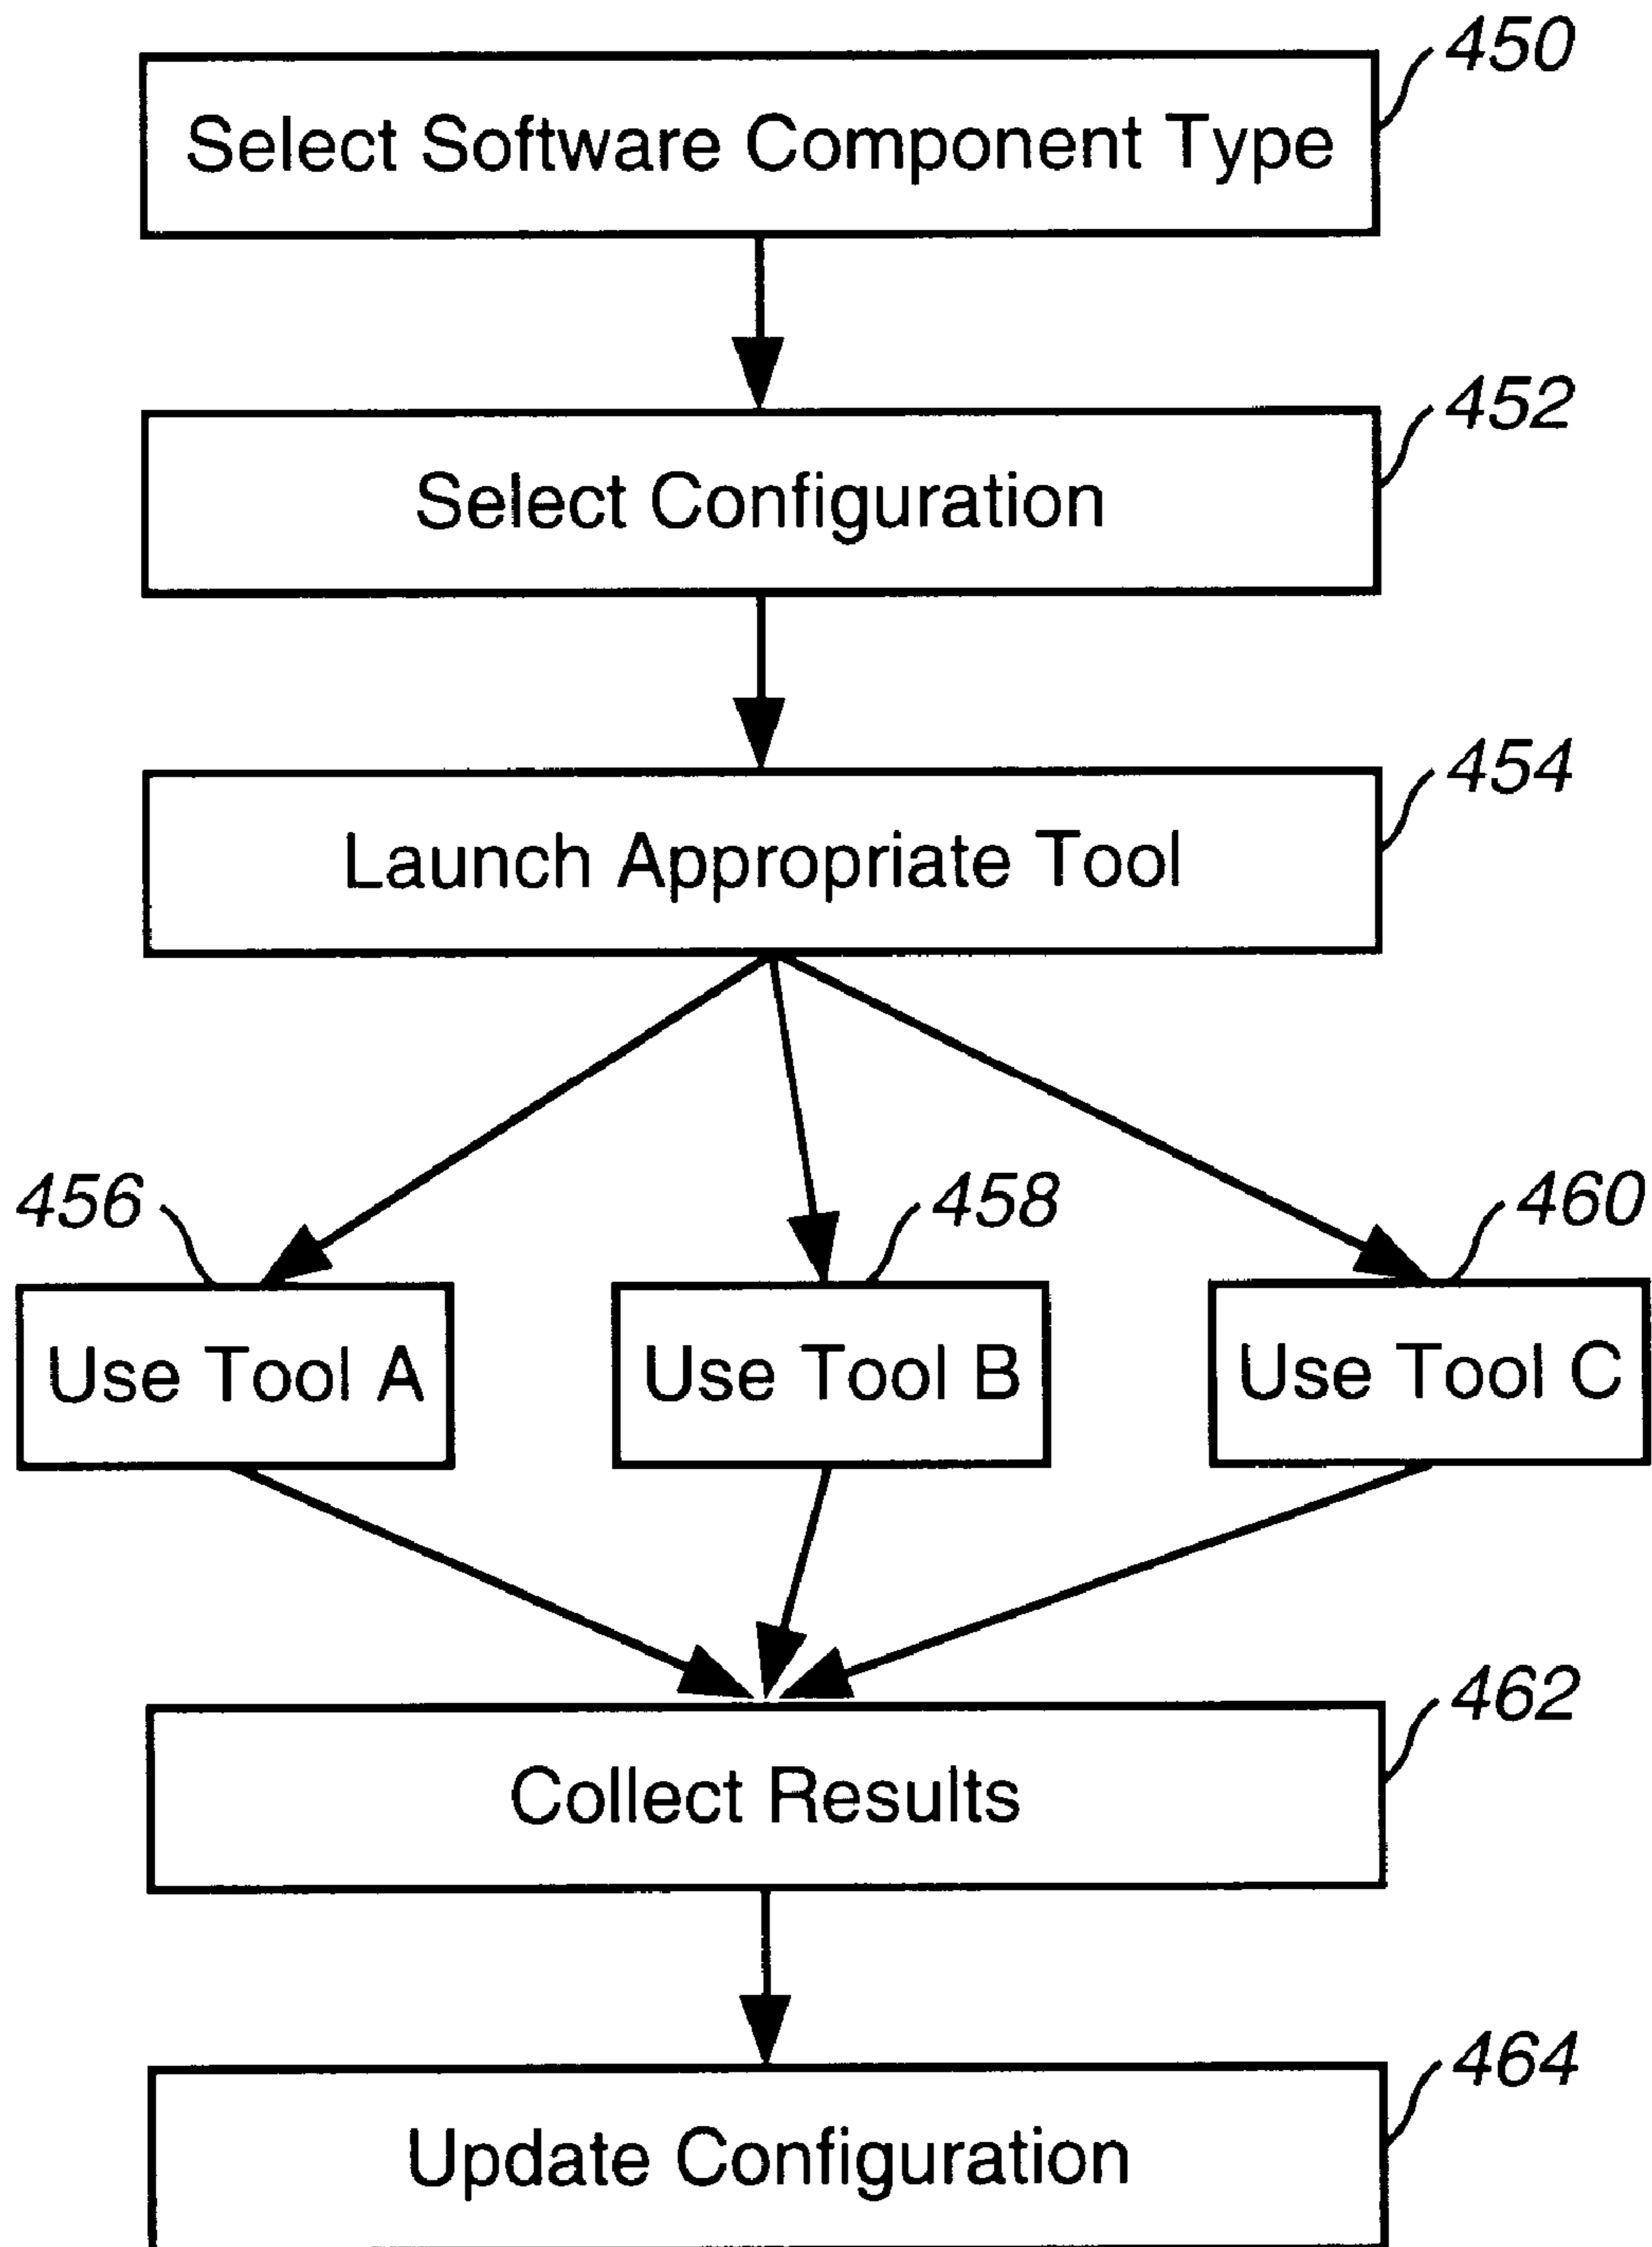 450
Select Software Component Type
452
Select Configuration
454
Launch Appropriate Tool
456
458
460
Use Tool A
Use Tool B
Use Tool C
462
Collect Results
464
Update Configuration